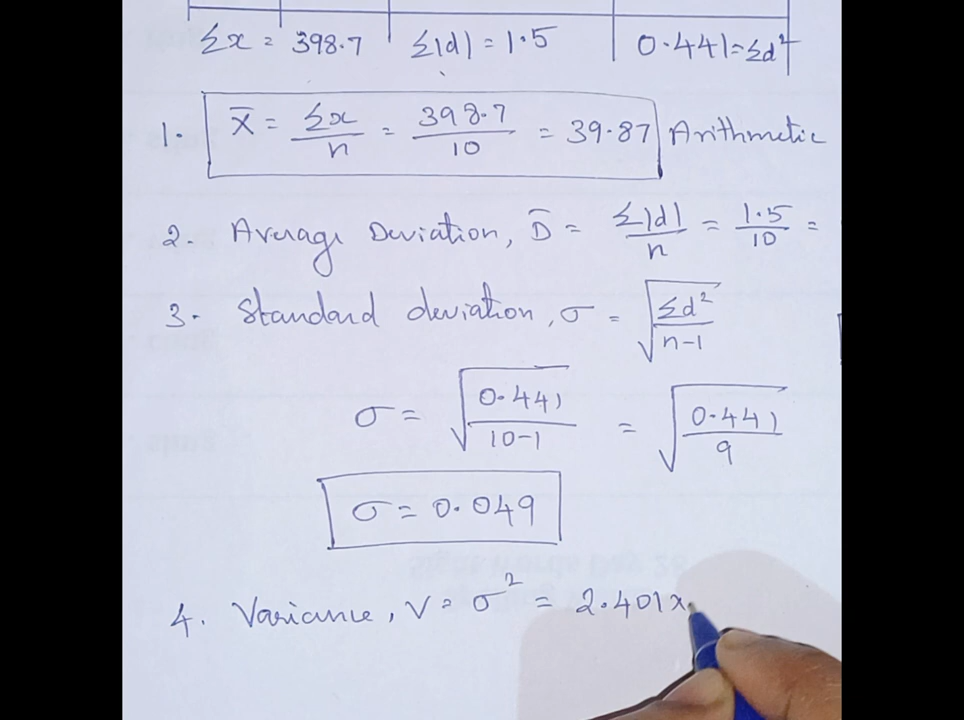 Σx = 398.7 Σ|d| = 1.5 0.441 = Σd²
1. x̄ = Σx/n = 398.7/10 = 39.87 Arithmetic
2. Average Deviation, D̄ = Σ|d|/n = 1.5/10 =
3. Standard deviation, σ = √(Σd²/n-1)
σ = √(0.441/10-1) = √(0.441/9)
σ = 0.049
4. Variance, V = σ² = 2.401 x